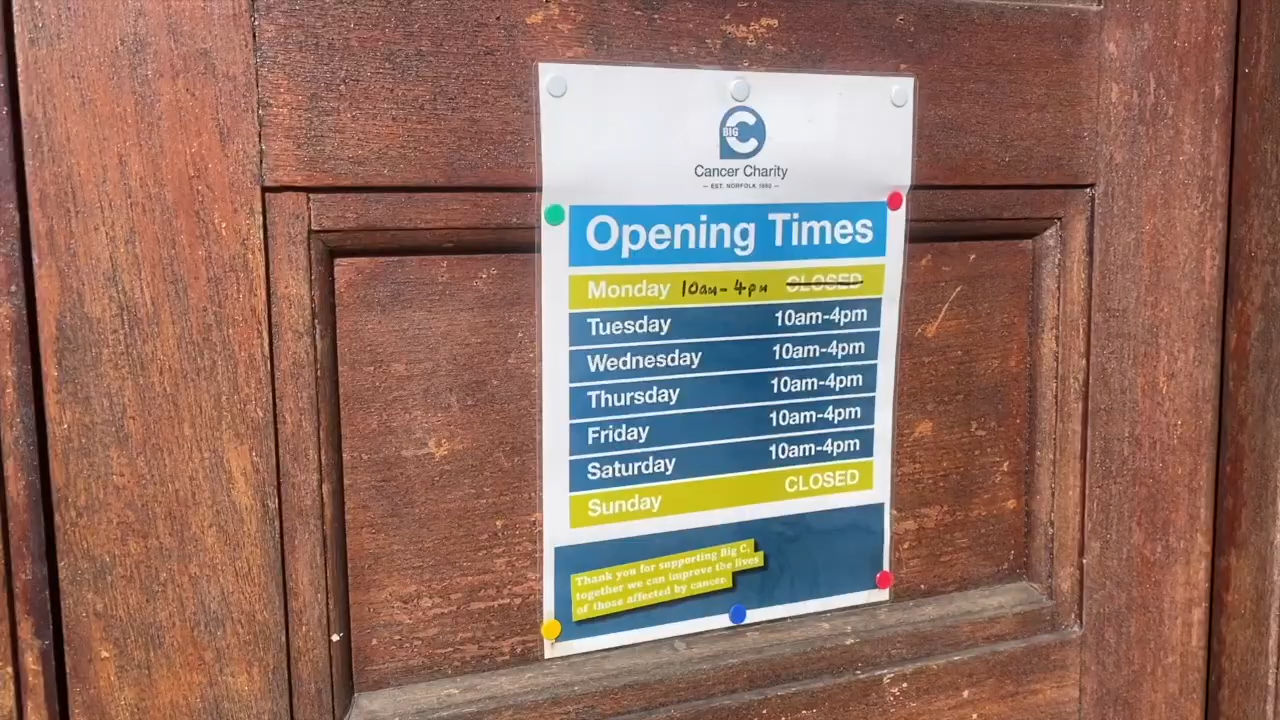 BIG C
Cancer Charity
— EST. NORFOLK 1980 —
Opening Times
Monday 10am-4pm CLOSED
Tuesday 10am-4pm
Wednesday 10am-4pm
Thursday 10am-4pm
Friday 10am-4pm
Saturday 10am-4pm
Sunday CLOSED
Thank you for supporting Big C,
together we can improve the lives
of those affected by cancer.